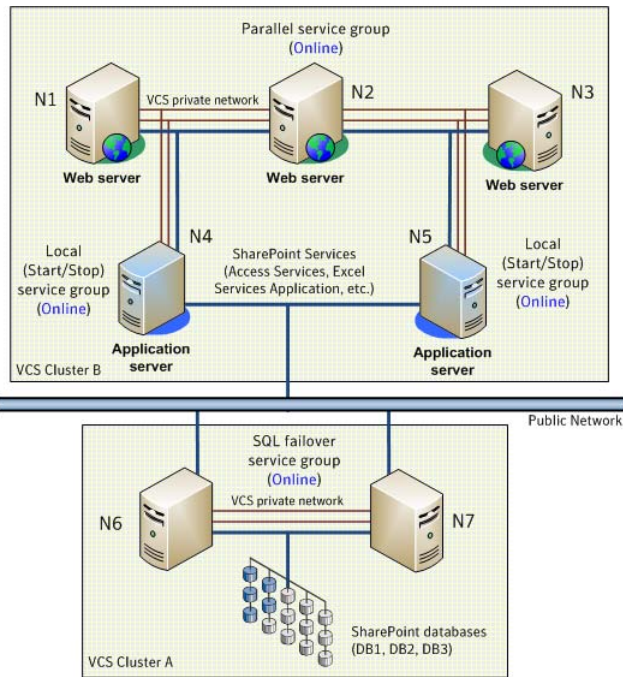 Parallel service group
(Online)
N1
VCS private network
N2
N3
Web server
Web server
Web server
N4
N5
Local
(Start/Stop)
service group
(Online)
SharePoint Services
(Access Services, Excel
Services Application, etc.)
Local
(Start/Stop)
service group
(Online)
Application
server
Application
server
VCS Cluster B
Public Network
SQL failover
service group
(Online)
VCS private network
N6
N7
SharePoint databases
(DB1, DB2, DB3)
VCS Cluster A